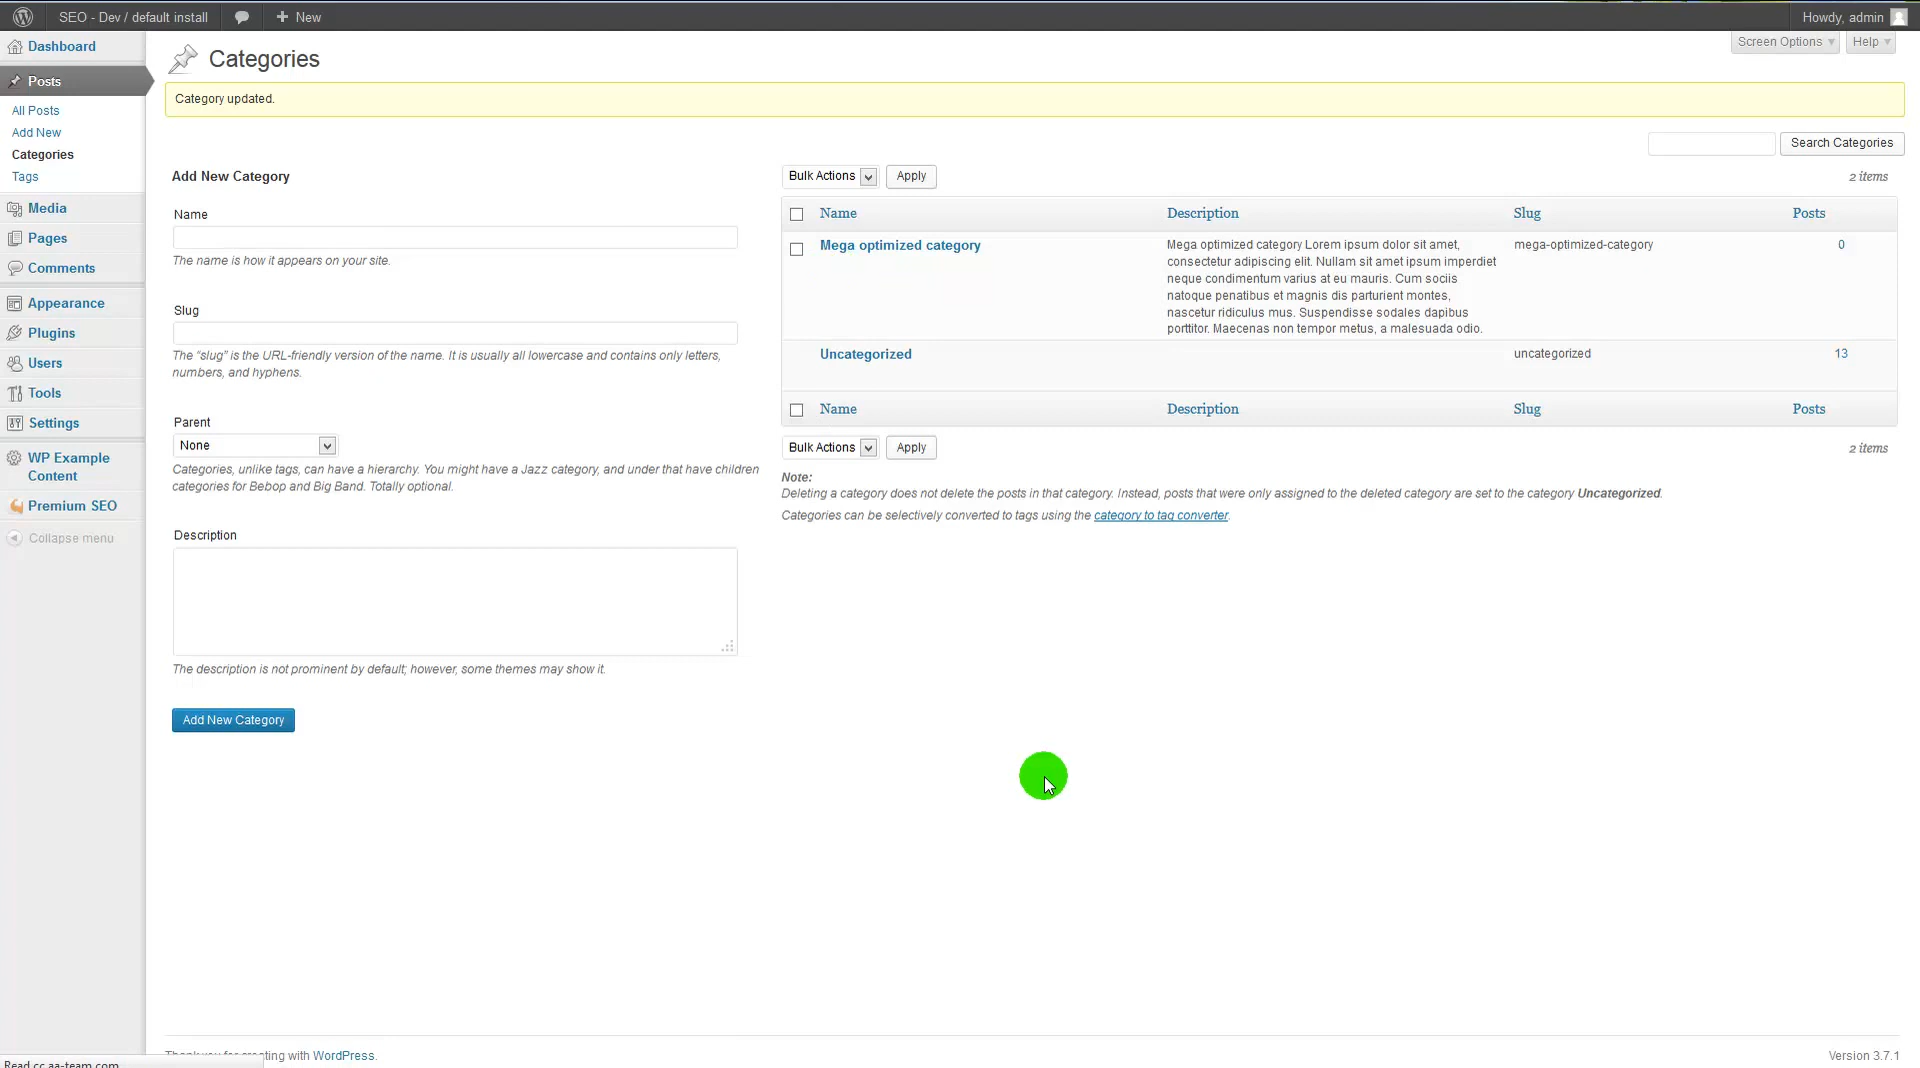 SEO - Dev / default install
New
Howdy, admin
Dashboard
Posts
All Posts
Add New
Categories
Tags
Media
Pages
Comments
Appearance
Plugins
Users
Tools
Settings
WP Example
Content
Premium SEO
Collapse menu
Screen Options
Help
Categories
Category updated.
Search Categories
Add New Category
Name
The name is how it appears on your site.
Slug
The “slug” is the URL-friendly version of the name. It is usually all lowercase and contains only letters,
numbers, and hyphens.
Parent
None
Categories, unlike tags, can have a hierarchy. You might have a Jazz category, and under that have children
categories for Bebop and Big Band. Totally optional.
Description
The description is not prominent by default; however, some themes may show it.
Add New Category
Bulk Actions
Apply
2 items
Name Description Slug Posts
Mega optimized category
Mega optimized category Lorem ipsum dolor sit amet,
consectetur adipiscing elit. Nullam sit amet ipsum imperdiet
neque condimentum varius at eu mauris. Cum sociis
natoque penatibus et magnis dis parturient montes,
nascetur ridiculus mus. Suspendisse sodales dapibus
porttitor. Maecenas non tempor metus, a malesuada odio.
mega-optimized-category
0
Uncategorized uncategorized 13
Name Description Slug Posts
Bulk Actions
Apply
2 items
Note:
Deleting a category does not delete the posts in that category. Instead, posts that were only assigned to the deleted category are set to the category Uncategorized.
Categories can be selectively converted to tags using the category to tag converter.
Thank you for creating with WordPress.
Version 3.7.1
Read cc.aa-team.com